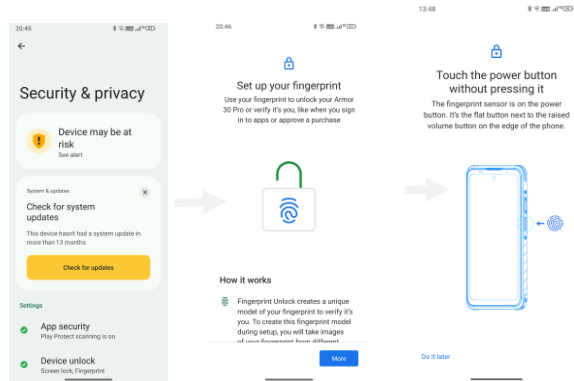 20:45
Security & privacy
Device may be at
risk
See alert
System & updates
Check for system
updates
This device hasn't had a system update in
more than 13 months
Check for updates
Settings
App security
Play Protect scanning is on
Device unlock
Screen lock, Fingerprint
20:46
Set up your fingerprint
Use your fingerprint to unlock your Armor
30 Pro or verify it's you, like when you sign
in to apps or approve a purchase
How it works
Fingerprint Unlock creates a unique
model of your fingerprint to verify it's
you. To create this fingerprint model
during setup, you will take images
of your fingerprint from different
More
13:48
Touch the power button
without pressing it
The fingerprint sensor is on the power
button. It's the flat button next to the raised
volume button on the edge of the phone.
Do it later